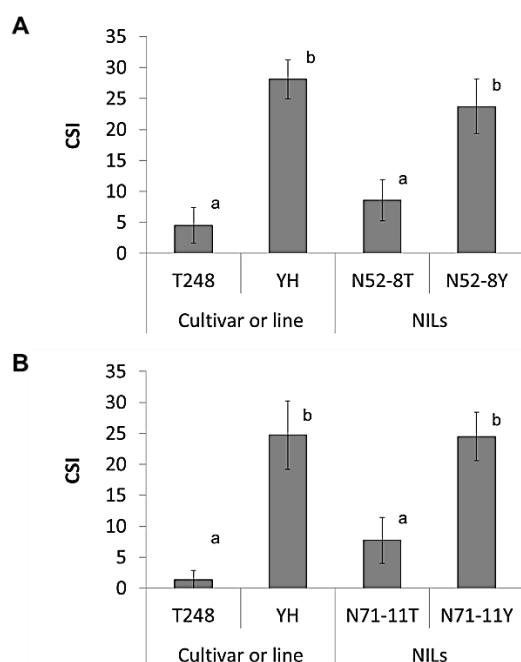 A
35
30
25
20
15
10
5
0
CSI
a
b
a
b
T248 YH N52-8T N52-8Y
Cultivar or line NILs
B
35
30
25
20
15
10
5
0
CSI
a
b
a
b
T248 YH N71-11T N71-11Y
Cultivar or line NILs